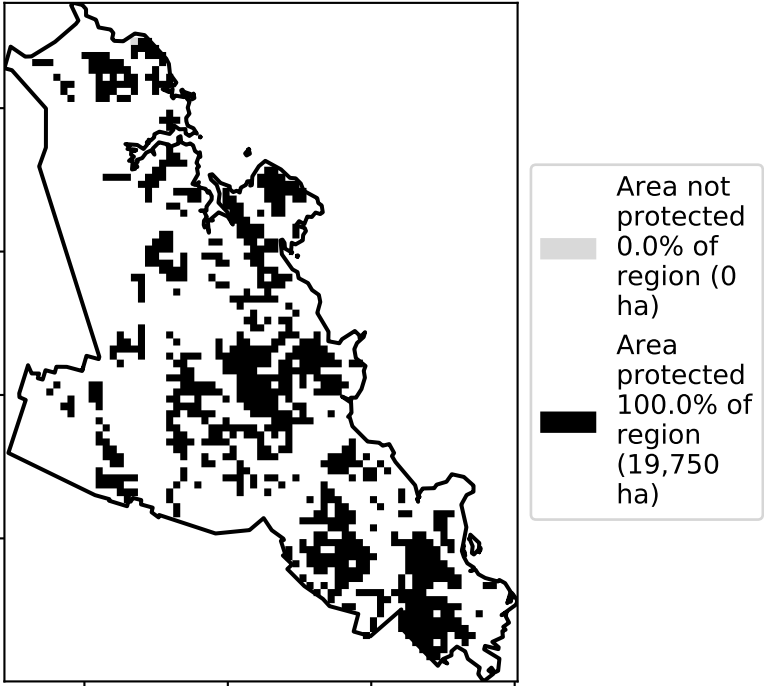 Area not
protected
0.0% of
region (0
ha)
Area
protected
100.0% of
region
(19,750
ha)